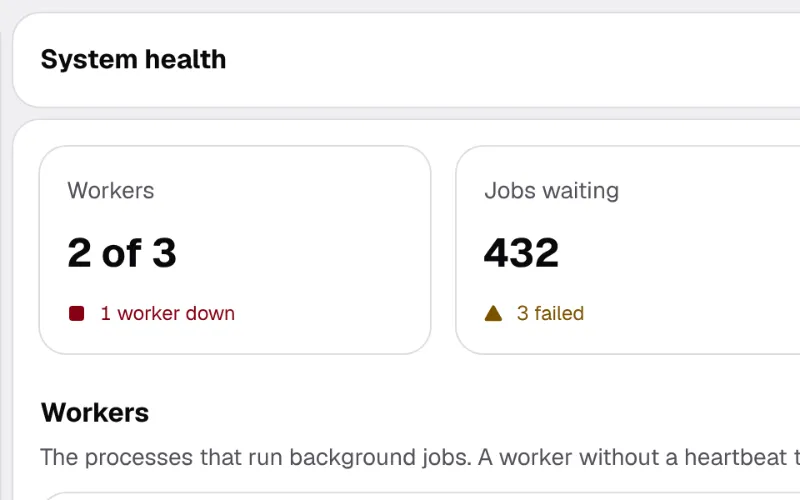 System health
Workers
2 of 3
1 worker down
Jobs waiting
432
3 failed
Workers
The processes that run background jobs. A worker without a heartbeat